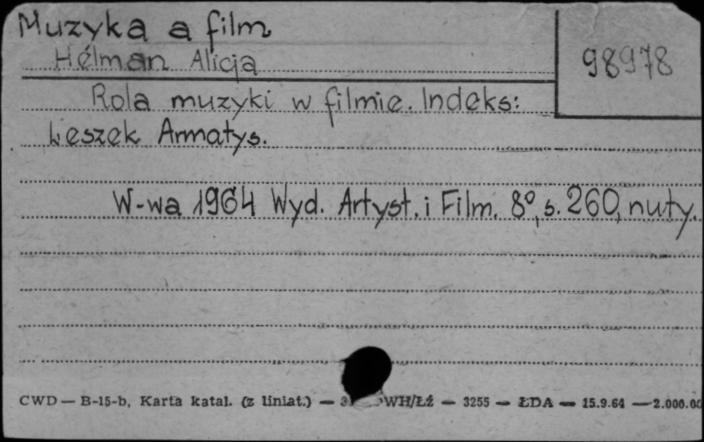 Muzyka a film
Helman Alicja
98978
Rola muzyki w filmie. Indeks:
Leszek Armatys.
W-wa 1964 Wyd. Artyst. i Film. 8°, s. 260, nuty.
CWD — B-15-b, Karta katal. (z liniat.) — WH/ŁŹ — 3255 — ŁDA — 15.9.64 — 2.000.00